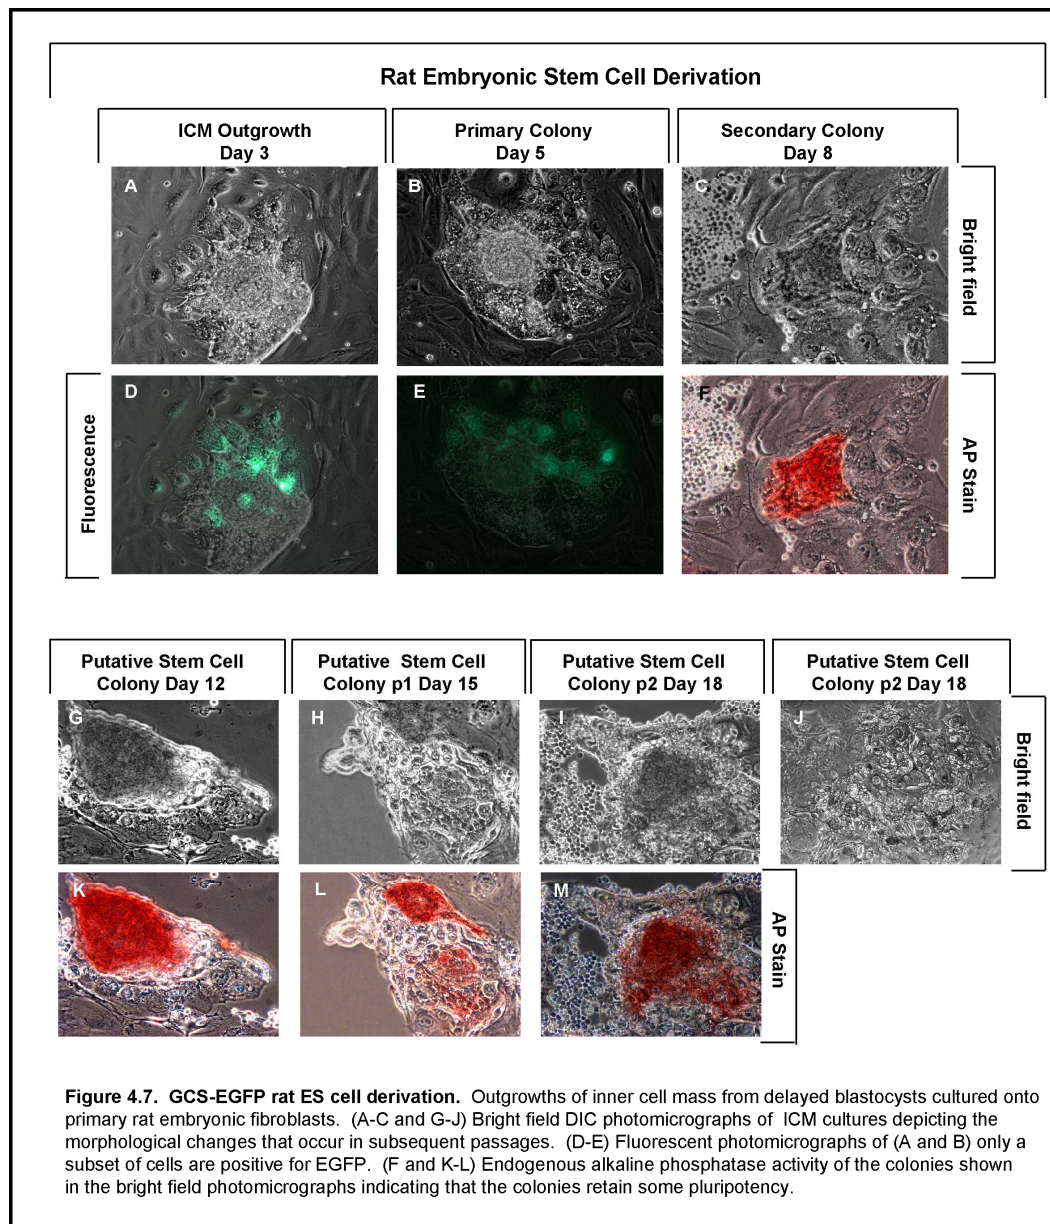 Rat Embryonic Stem Cell Derivation
ICM Outgrowth
Day 3
Primary Colony
Day 5
Secondary Colony
Day 8
A
B
C
Bright field
Fluorescence
D
E
F
AP Stain
Putative Stem Cell
Colony Day 12
Putative Stem Cell
Colony p1 Day 15
Putative Stem Cell
Colony p2 Day 18
Putative Stem Cell
Colony p2 Day 18
G
H
I
J
Bright field
K
L
M
AP Stain
Figure 4.7. GCS-EGFP rat ES cell derivation. Outgrowths of inner cell mass from delayed blastocysts cultured onto
primary rat embryonic fibroblasts. (A-C and G-J) Bright field DIC photomicrographs of ICM cultures depicting the
morphological changes that occur in subsequent passages. (D-E) Fluorescent photomicrographs of (A and B) only a
subset of cells are positive for EGFP. (F and K-L) Endogenous alkaline phosphatase activity of the colonies shown
in the bright field photomicrographs indicating that the colonies retain some pluripotency.